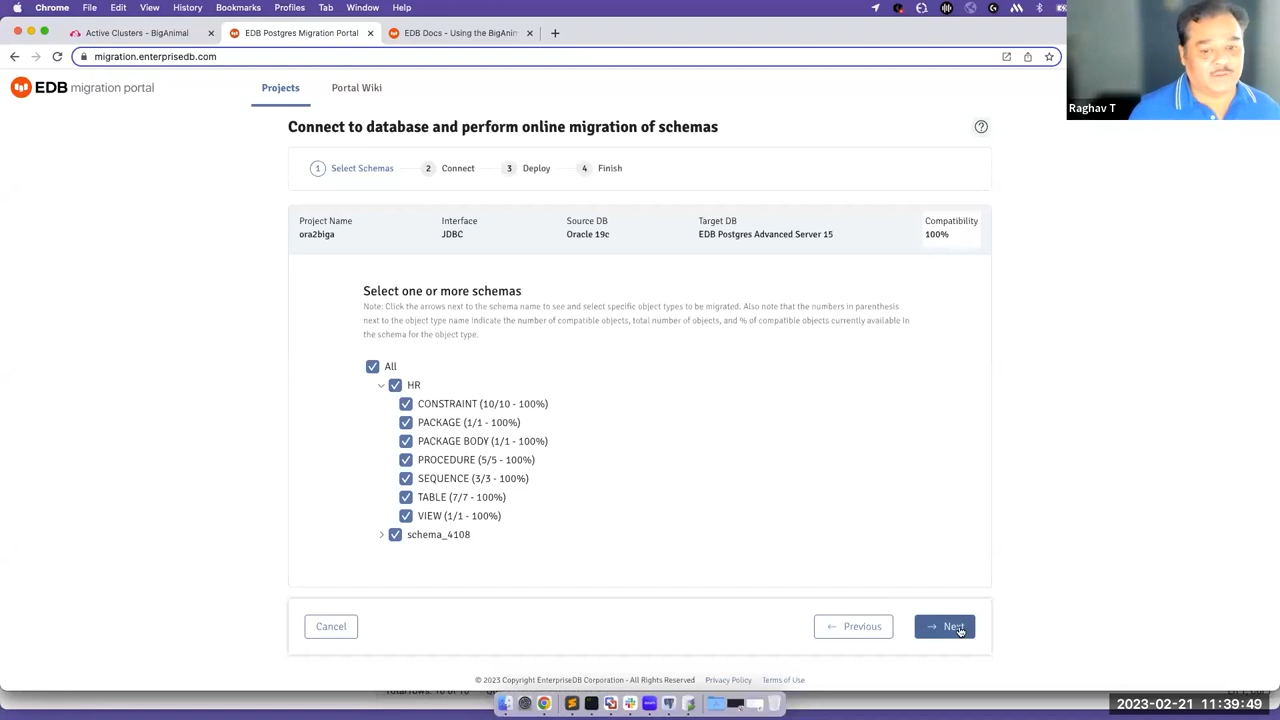 Chrome File Edit View History Bookmarks Profiles Tab Window Help
Active Clusters - BigAnimal
EDB Postgres Migration Portal
EDB Docs - Using the BigAnim
migration.enterprisedb.com
Raghav T
EDB migration portal
Projects
Portal Wiki
Connect to database and perform online migration of schemas
1 Select Schemas
2 Connect
3 Deploy
4 Finish
Project Name
ora2biga
Interface
JDBC
Source DB
Oracle 19c
Target DB
EDB Postgres Advanced Server 15
Compatibility
100%
Select one or more schemas
Note: Click the arrows next to the schema name to see and select specific object types to be migrated. Also note that the numbers in parenthesis
next to the object type name indicate the number of compatible objects, total number of objects, and % of compatible objects currently available in
the schema for the object type.
All
HR
CONSTRAINT (10/10 - 100%)
PACKAGE (1/1 - 100%)
PACKAGE BODY (1/1 - 100%)
PROCEDURE (5/5 - 100%)
SEQUENCE (3/3 - 100%)
TABLE (7/7 - 100%)
VIEW (1/1 - 100%)
schema_4108
Cancel
← Previous
→ Next
© 2023 Copyright EnterpriseDB Corporation - All Rights Reserved
Privacy Policy
Terms of Use
2023-02-21 11:39:49